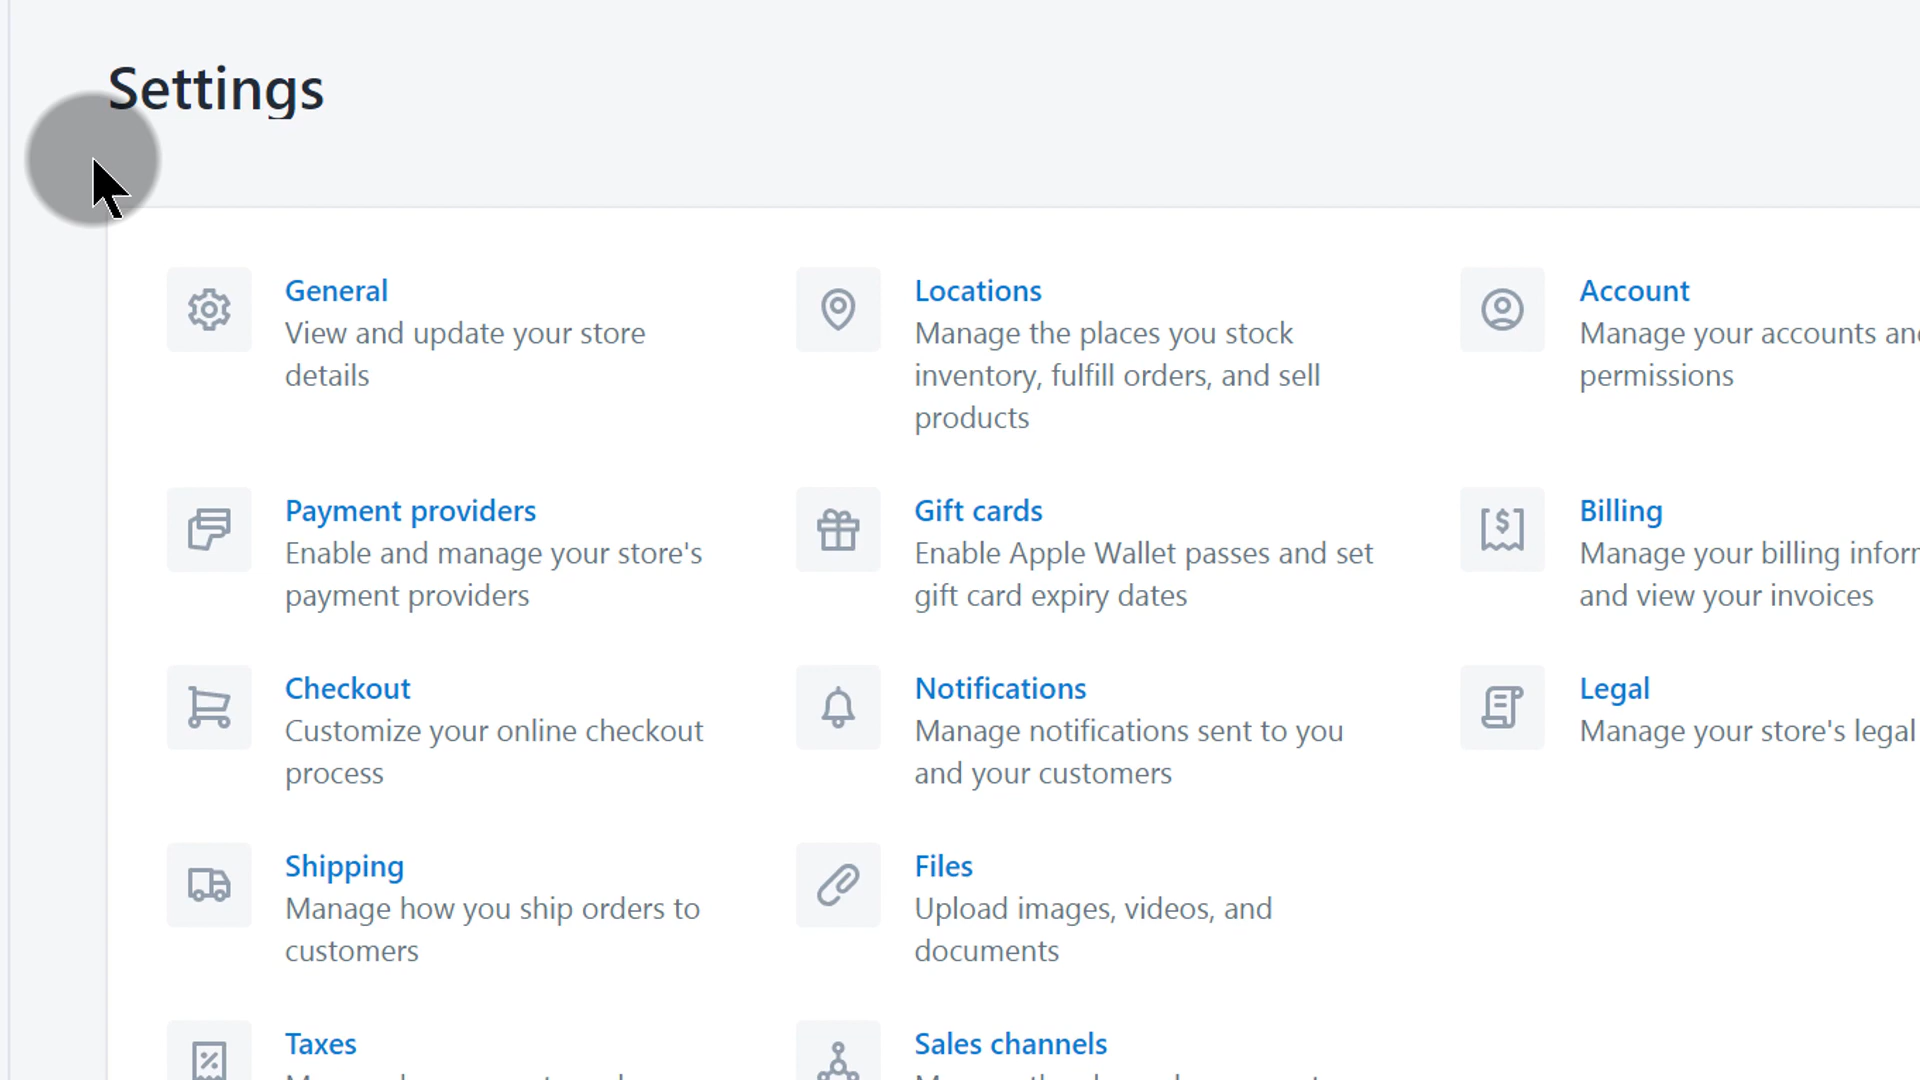 Settings
General
View and update your store
details
Locations
Manage the places you stock
inventory, fulfill orders, and sell
products
Account
Manage your accounts
permissions
Payment providers
Enable and manage your store's
payment providers
Gift cards
Enable Apple Wallet passes and set
gift card expiry dates
Billing
Manage your billing
and view your invoices
Checkout
Customize your online checkout
process
Notifications
Manage notifications sent to you
and your customers
Legal
Manage your store's legal
Shipping
Manage how you ship orders to
customers
Files
Upload images, videos, and
documents
Taxes
Sales channels